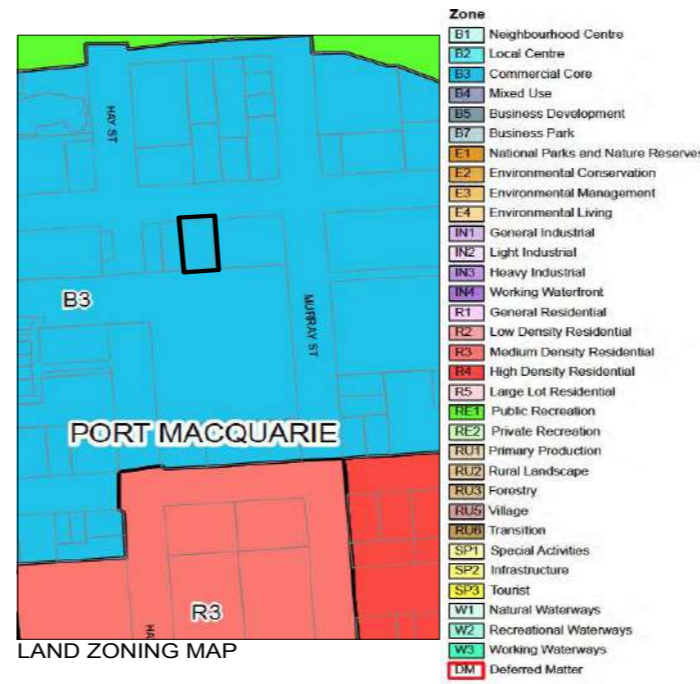 Zone
B1 Neighbourhood Centre
B2 Local Centre
B3 Commercial Core
B4 Mixed Use
B5 Business Development
B7 Business Park
E1 National Parks and Nature Reserves
E2 Environmental Conservation
E3 Environmental Management
E4 Environmental Living
IN1 General Industrial
IN2 Light Industrial
IN3 Heavy Industrial
IN4 Working Waterfront
R1 General Residential
R2 Low Density Residential
R3 Medium Density Residential
R4 High Density Residential
R5 Large Lot Residential
RE1 Public Recreation
RE2 Private Recreation
RU1 Primary Production
RU2 Rural Landscape
RU3 Forestry
RU5 Village
RU6 Transition
SP1 Special Activities
SP2 Infrastructure
SP3 Tourist
W1 Natural Waterways
W2 Recreational Waterways
W3 Working Waterways
DM Deferred Matter
HAY ST
B3
MURRAY ST
PORT MACQUARIE
R3
HA
LAND ZONING MAP